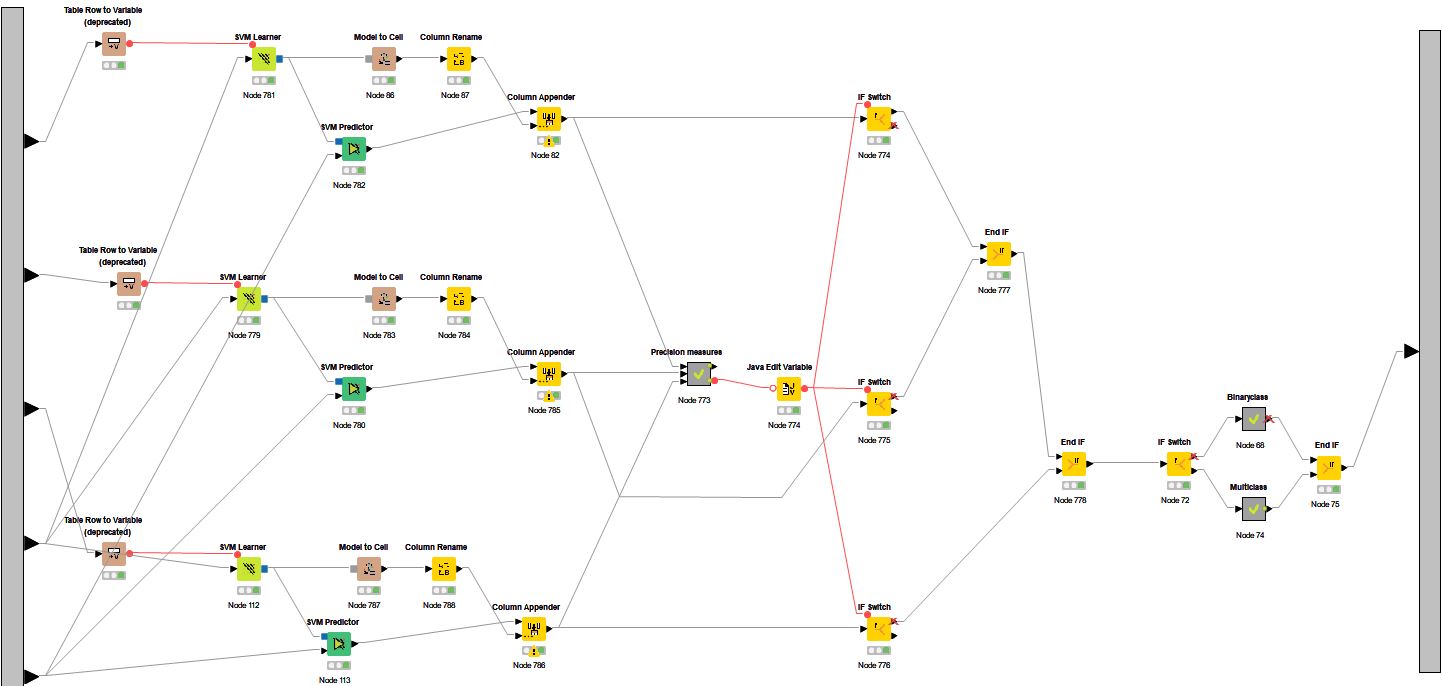 Table Row to Variable
(deprecated)
SVM Learner
Node 781
Model to Cell
Node 86
Column Rename
Node 87
SVM Predictor
Node 782
Column Appender
Node 82
IF Switch
Node 774
Table Row to Variable
(deprecated)
SVM Learner
Node 779
Model to Cell
Node 783
Column Rename
Node 784
SVM Predictor
Node 780
Column Appender
Node 785
Precision measures
Node 773
Java Edit Variable
Node 774
IF Switch
Node 775
End IF
Node 777
Table Row to Variable
(deprecated)
SVM Learner
Node 112
Model to Cell
Node 787
Column Rename
Node 788
SVM Predictor
Node 113
Column Appender
Node 786
IF Switch
Node 776
End IF
Node 778
IF Switch
Node 72
Binaryclass
Node 68
Multiclass
Node 74
End IF
Node 75